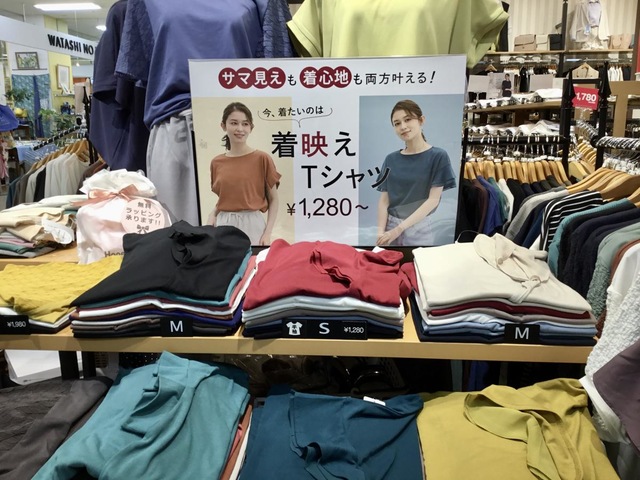 WATASHI NO
サマ見えも着心地も両方叶える!
今、着たいのは
着映え
Tシャツ
¥1,280~
1,780
無料
ラッピング
承ります!!
¥1,980
M
S ¥1,280
M